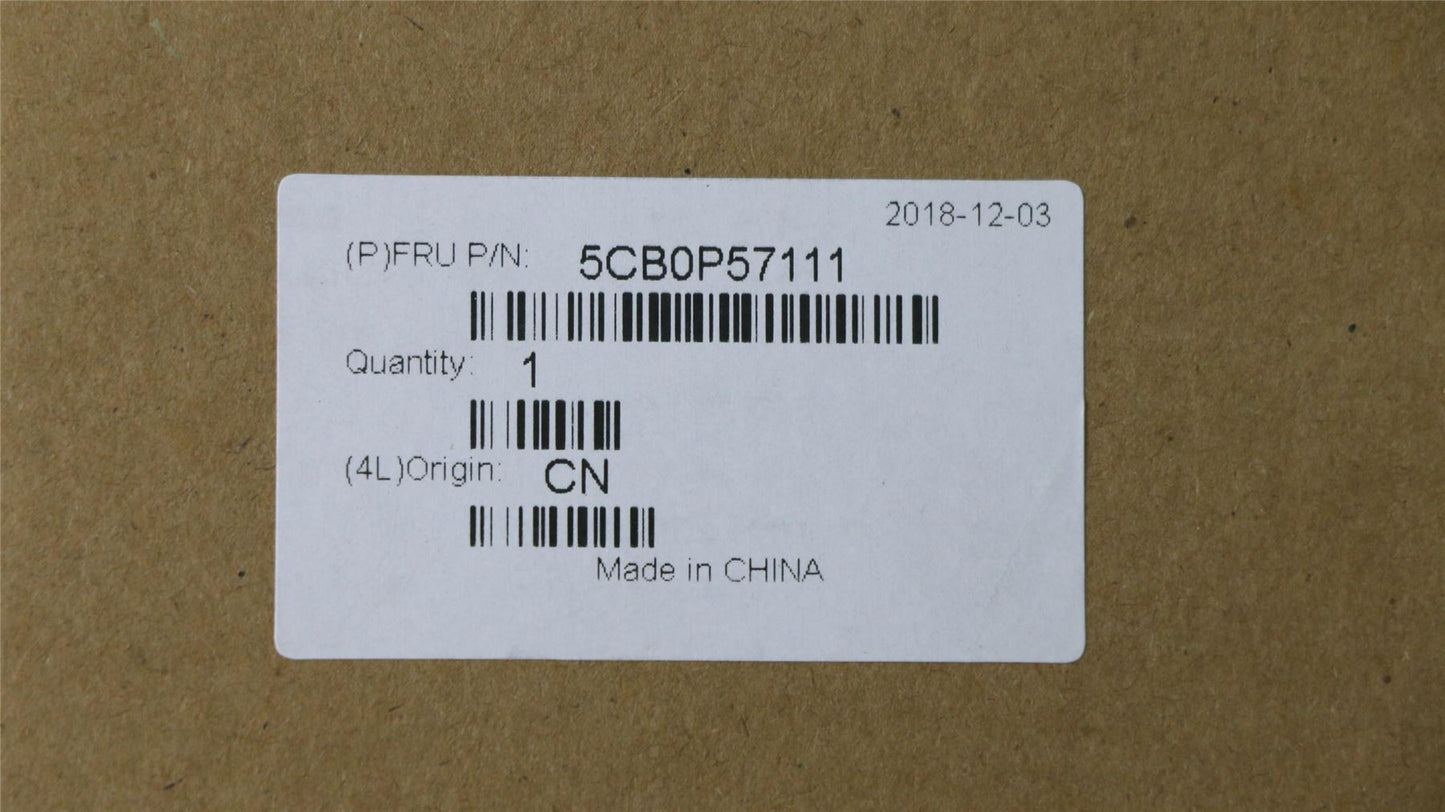 2018-12-03
(P)FRU P/N: 5CB0P57111
Quantity: 1
(4L)Origin: CN
Made in CHINA